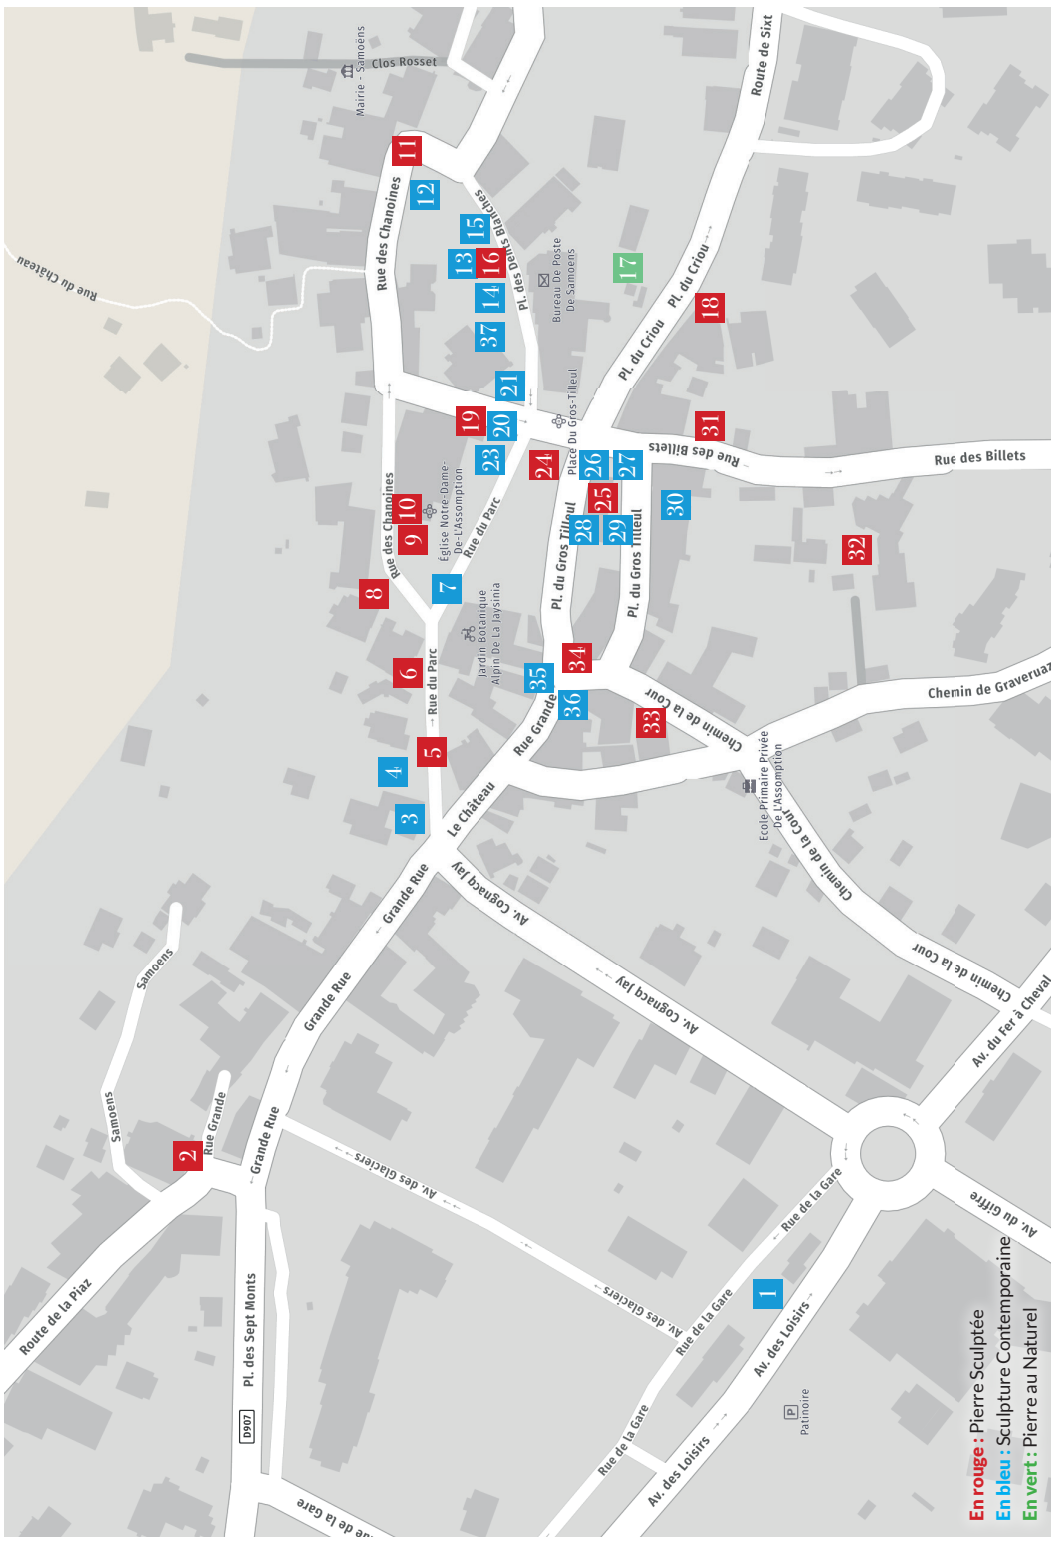 Rue du Château
Mairie - Samoëns
Clos Rosset
Route de Sixt
11
12
Rue des Chanoines
15
Pl. des Dents Blanches
13
16
14
37
Bureau De Poste
De Samoens
17
Pl. du Criou
Pl. du Criou
18
21
19
20
23
Place Du Gros-Tilleul
24
26
27
25
28
29
30
31
Rue des Billets
Rue des Billets
32
Rue des Chanoines
10
9
8
Église Notre-Dame-
De-L'Assomption
Rue du Parc
7
Jardin Botanique
Alpin De La Jaysinia
Pl. du Gros Tilleul
Pl. du Gros Tilleul
6
Rue du Parc
5
4
3
34
35
36
33
Rue Grande
Chemin de la Cour
Chemin de Graveruaz
Ecole Primaire Privée
De L'Assomption
Le Château
Grande Rue
Av. Cognacq Jay
Chemin de la Cour
Chemin de la Cour
Av. Cognacq Jay
Av. du Fer à Cheval
Samoens
Grande Rue
Samoens
2
Rue Grande
Grande Rue
Av. des Glaciers
Rue de la Gare
Av. du Giffre
Route de la Piaz
Pl. des Sept Monts
D907
Av. des Glaciers
Rue de la Gare
1
Av. des Loisirs
P
Patinoire
Rue de la Gare
Av. des Loisirs
de la Gare
En rouge : Pierre Sculptée
En bleu : Sculpture Contemporaine
En vert : Pierre au Naturel